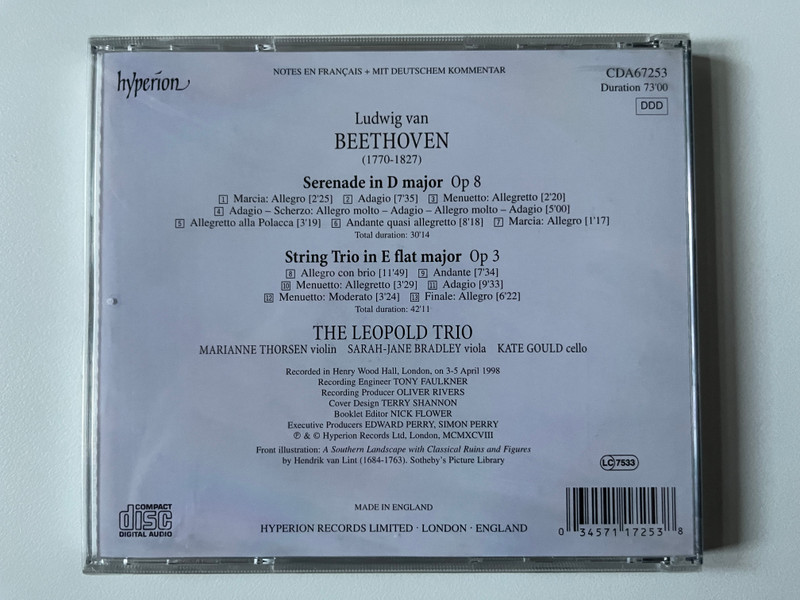 hyperion
NOTES EN FRANÇAIS + MIT DEUTSCHEM KOMMENTAR
CDA67253
Duration 73'00
DDD
Ludwig van
BEETHOVEN
(1770-1827)
Serenade in D major Op 8
1 Marcia: Allegro [2'25] 2 Adagio [7'35] 3 Menuetto: Allegretto [2'20]
4 Adagio – Scherzo: Allegro molto – Adagio – Allegro molto – Adagio [5'00]
5 Allegretto alla Polacca [3'19] 6 Andante quasi allegretto [8'18] 7 Marcia: Allegro [1'17]
Total duration: 30'14
String Trio in E flat major Op 3
8 Allegro con brio [11'49] 9 Andante [7'34]
10 Menuetto: Allegretto [3'29] 11 Adagio [9'33]
12 Menuetto: Moderato [3'24] 13 Finale: Allegro [6'22]
Total duration: 42'11
THE LEOPOLD TRIO
MARIANNE THORSEN violin SARAH-JANE BRADLEY viola KATE GOULD cello
Recorded in Henry Wood Hall, London, on 3-5 April 1998
Recording Engineer TONY FAULKNER
Recording Producer OLIVER RIVERS
Cover Design TERRY SHANNON
Booklet Editor NICK FLOWER
Executive Producers EDWARD PERRY, SIMON PERRY
℗ & © Hyperion Records Ltd, London, MCMXCVIII
Front illustration: A Southern Landscape with Classical Ruins and Figures
by Hendrik van Lint (1684-1763). Sotheby's Picture Library
LC 7533
COMPACT
disc
DIGITAL AUDIO
MADE IN ENGLAND
HYPERION RECORDS LIMITED · LONDON · ENGLAND
0 34571 17253 8